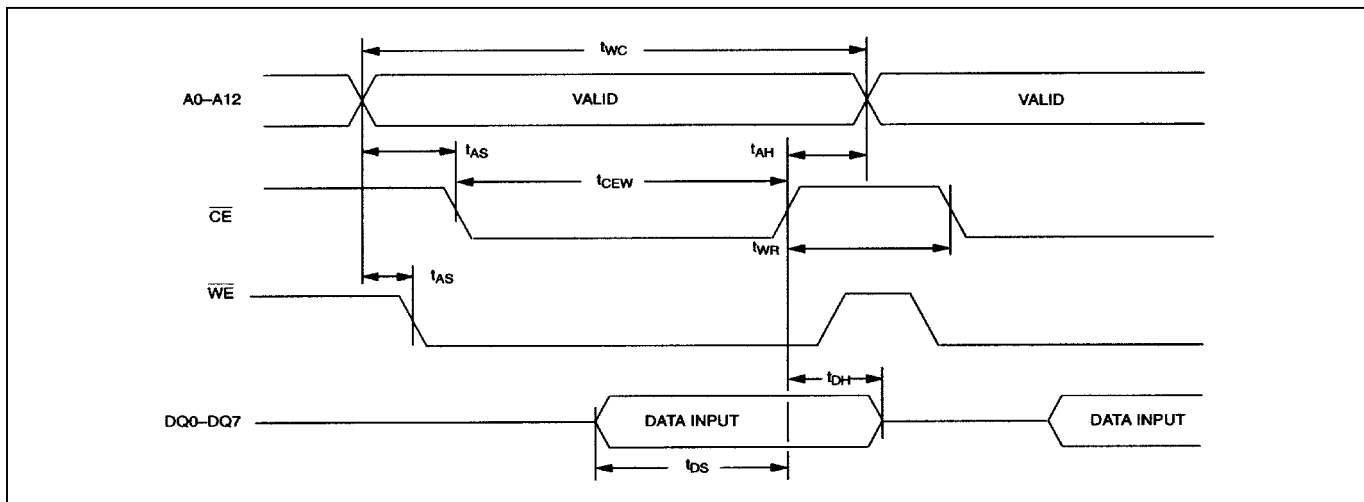 tWC
A0–A12 VALID VALID
tAS tAH
tCEW
CE
tWR
tAS
WE
tDH
DQ0–DQ7 DATA INPUT DATA INPUT
tDS